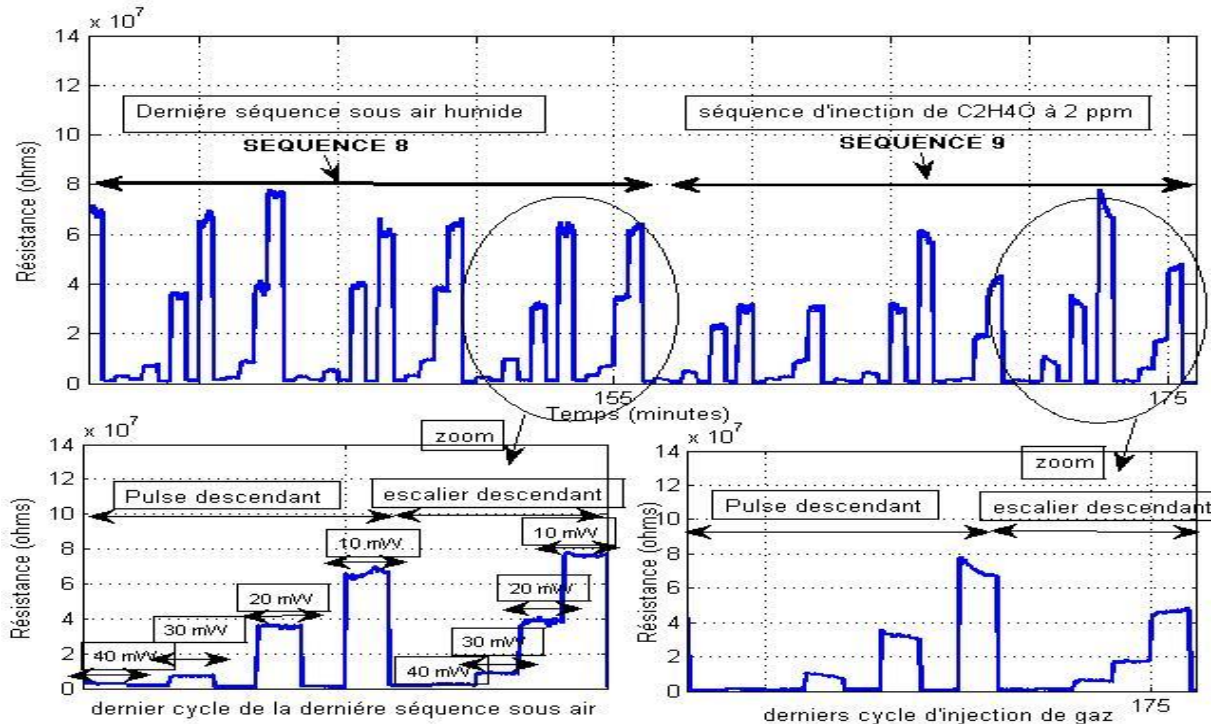 x 10^7
14
12
10
8
6
4
2
0
Résistance (ohms)
Derniére séquence sous air humide
SEQUENCE 8
séquence d'inection de C2H4O à 2 ppm
SEQUENCE 9
155
175
Temps (minutes)
zoom
zoom
x 10^7
14
12
10
8
6
4
2
0
Résistance (ohms)
Pulse descendant
escalier descendant
10 mW
10 mW
20 mW
20 mW
30 mW
30 mW
40 mW
40 mW
dernier cycle de la derniére séquence sous air
x 10^7
14
12
10
8
6
4
2
0
Résistance (ohms)
Pulse descendant
escalier descendant
175
derniers cycle d'injection de gaz